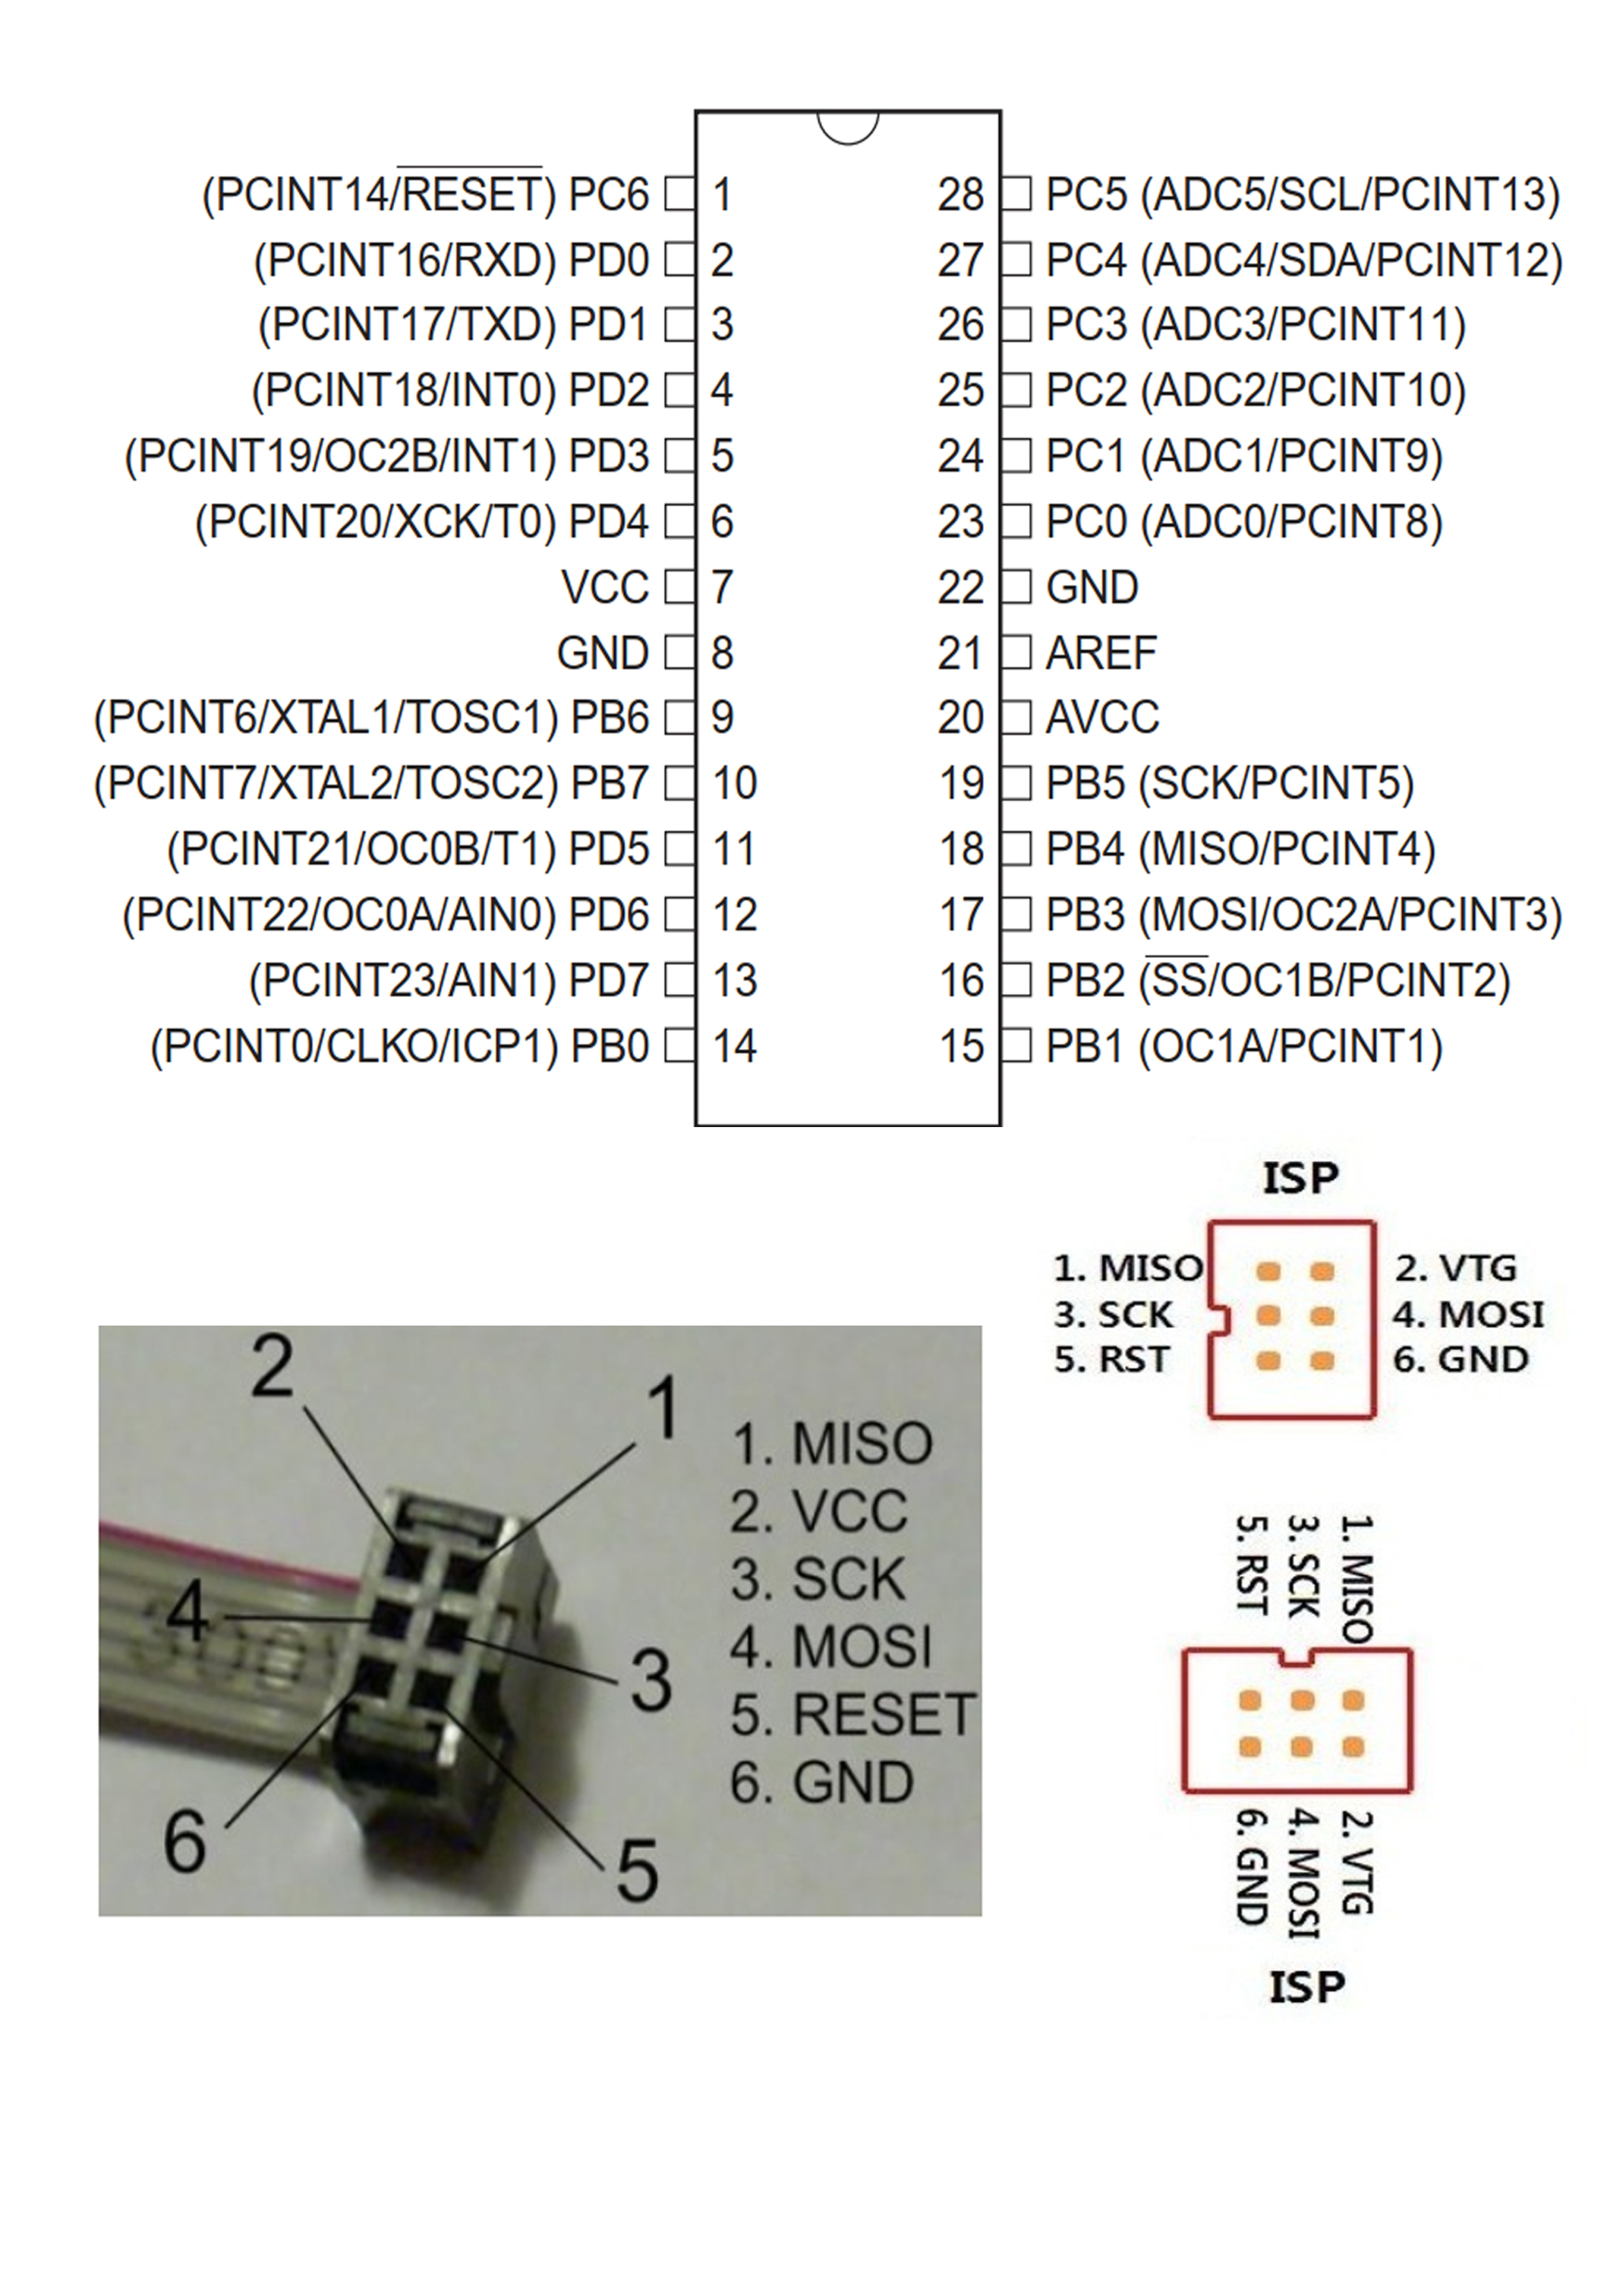 (PCINT14/RESET) PC6 1 28 PC5 (ADC5/SCL/PCINT13)
(PCINT16/RXD) PD0 2 27 PC4 (ADC4/SDA/PCINT12)
(PCINT17/TXD) PD1 3 26 PC3 (ADC3/PCINT11)
(PCINT18/INT0) PD2 4 25 PC2 (ADC2/PCINT10)
(PCINT19/OC2B/INT1) PD3 5 24 PC1 (ADC1/PCINT9)
(PCINT20/XCK/T0) PD4 6 23 PC0 (ADC0/PCINT8)
VCC 7 22 GND
GND 8 21 AREF
(PCINT6/XTAL1/TOSC1) PB6 9 20 AVCC
(PCINT7/XTAL2/TOSC2) PB7 10 19 PB5 (SCK/PCINT5)
(PCINT21/OC0B/T1) PD5 11 18 PB4 (MISO/PCINT4)
(PCINT22/OC0A/AIN0) PD6 12 17 PB3 (MOSI/OC2A/PCINT3)
(PCINT23/AIN1) PD7 13 16 PB2 (SS/OC1B/PCINT2)
(PCINT0/CLKO/ICP1) PB0 14 15 PB1 (OC1A/PCINT1)
ISP
1. MISO 2. VTG
3. SCK 4. MOSI
5. RST 6. GND
2
1
4
3
6
5
1. MISO
2. VCC
3. SCK
4. MOSI
5. RESET
6. GND
1. MISO
3. SCK
5. RST
2. VTG
4. MOSI
6. GND
ISP